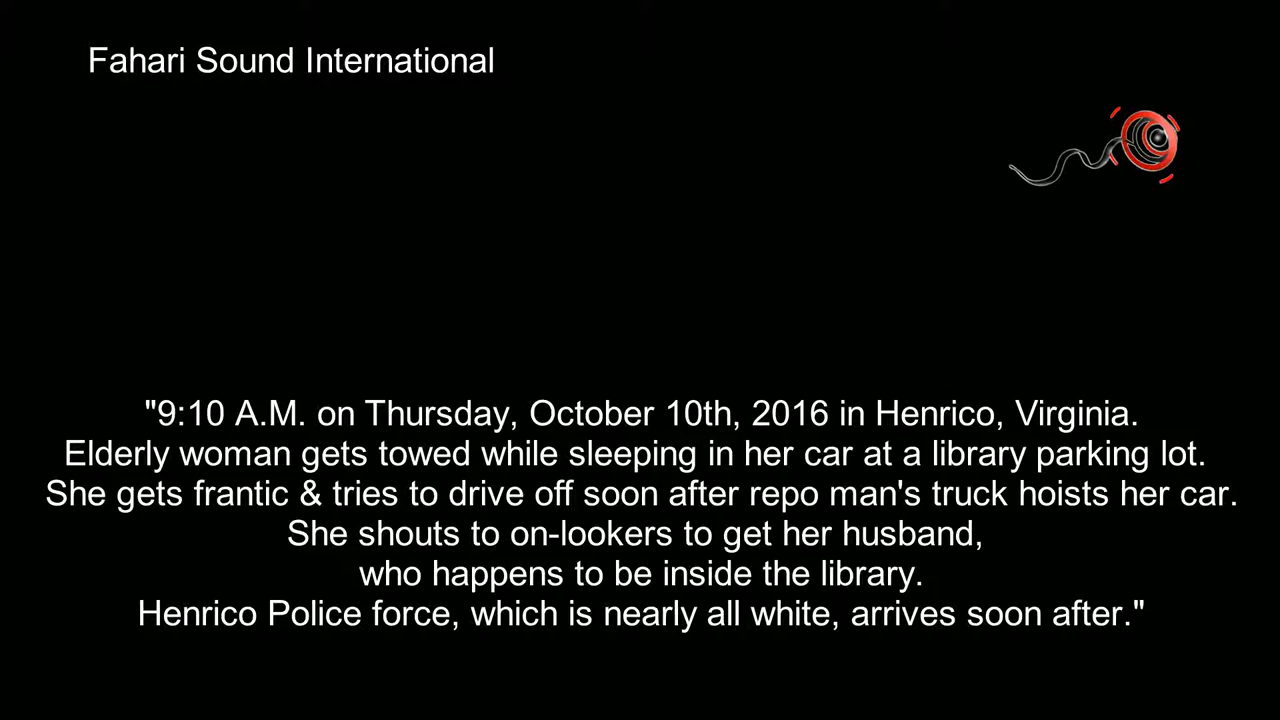 Fahari Sound International
"9:10 A.M. on Thursday, October 10th, 2016 in Henrico, Virginia.
Elderly woman gets towed while sleeping in her car at a library parking lot.
She gets frantic & tries to drive off soon after repo man's truck hoists her car.
She shouts to on-lookers to get her husband,
who happens to be inside the library.
Henrico Police force, which is nearly all white, arrives soon after."